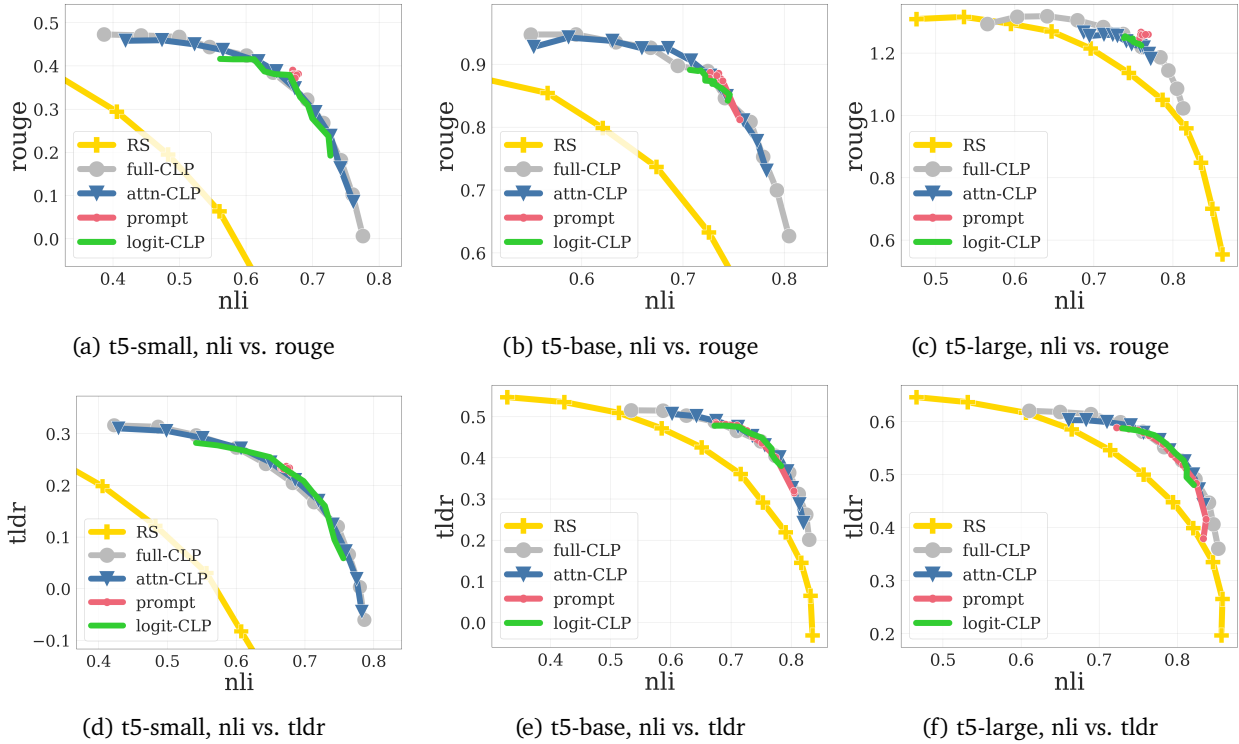 0.5
0.4
0.3
0.2
0.1
0.0
rouge
RS
full-CLP
attn-CLP
prompt
logit-CLP
0.4 0.5 0.6 0.7 0.8
nli
(a) t5-small, nli vs. rouge
0.9
0.8
0.7
0.6
rouge
RS
full-CLP
attn-CLP
prompt
logit-CLP
0.6 0.7 0.8
nli
(b) t5-base, nli vs. rouge
1.2
1.0
0.8
0.6
rouge
RS
full-CLP
attn-CLP
prompt
logit-CLP
0.5 0.6 0.7 0.8
nli
(c) t5-large, nli vs. rouge
0.3
0.2
0.1
0.0
−0.1
tldr
RS
full-CLP
attn-CLP
prompt
logit-CLP
0.4 0.5 0.6 0.7 0.8
nli
(d) t5-small, nli vs. tldr
0.5
0.4
0.3
0.2
0.1
0.0
tldr
RS
full-CLP
attn-CLP
prompt
logit-CLP
0.4 0.5 0.6 0.7 0.8
nli
(e) t5-base, nli vs. tldr
0.6
0.5
0.4
0.3
0.2
tldr
RS
full-CLP
attn-CLP
prompt
logit-CLP
0.5 0.6 0.7 0.8
nli
(f) t5-large, nli vs. tldr